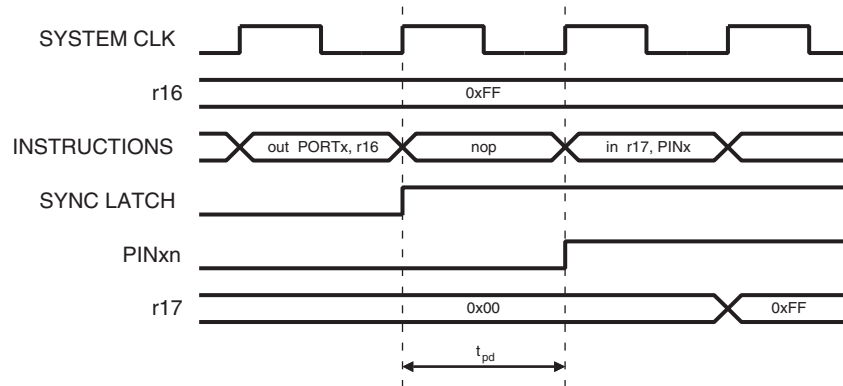 SYSTEM CLK
r16
0xFF
INSTRUCTIONS
out PORTx, r16
nop
in r17, PINx
SYNC LATCH
PINxn
r17
0x00
0xFF
tpd